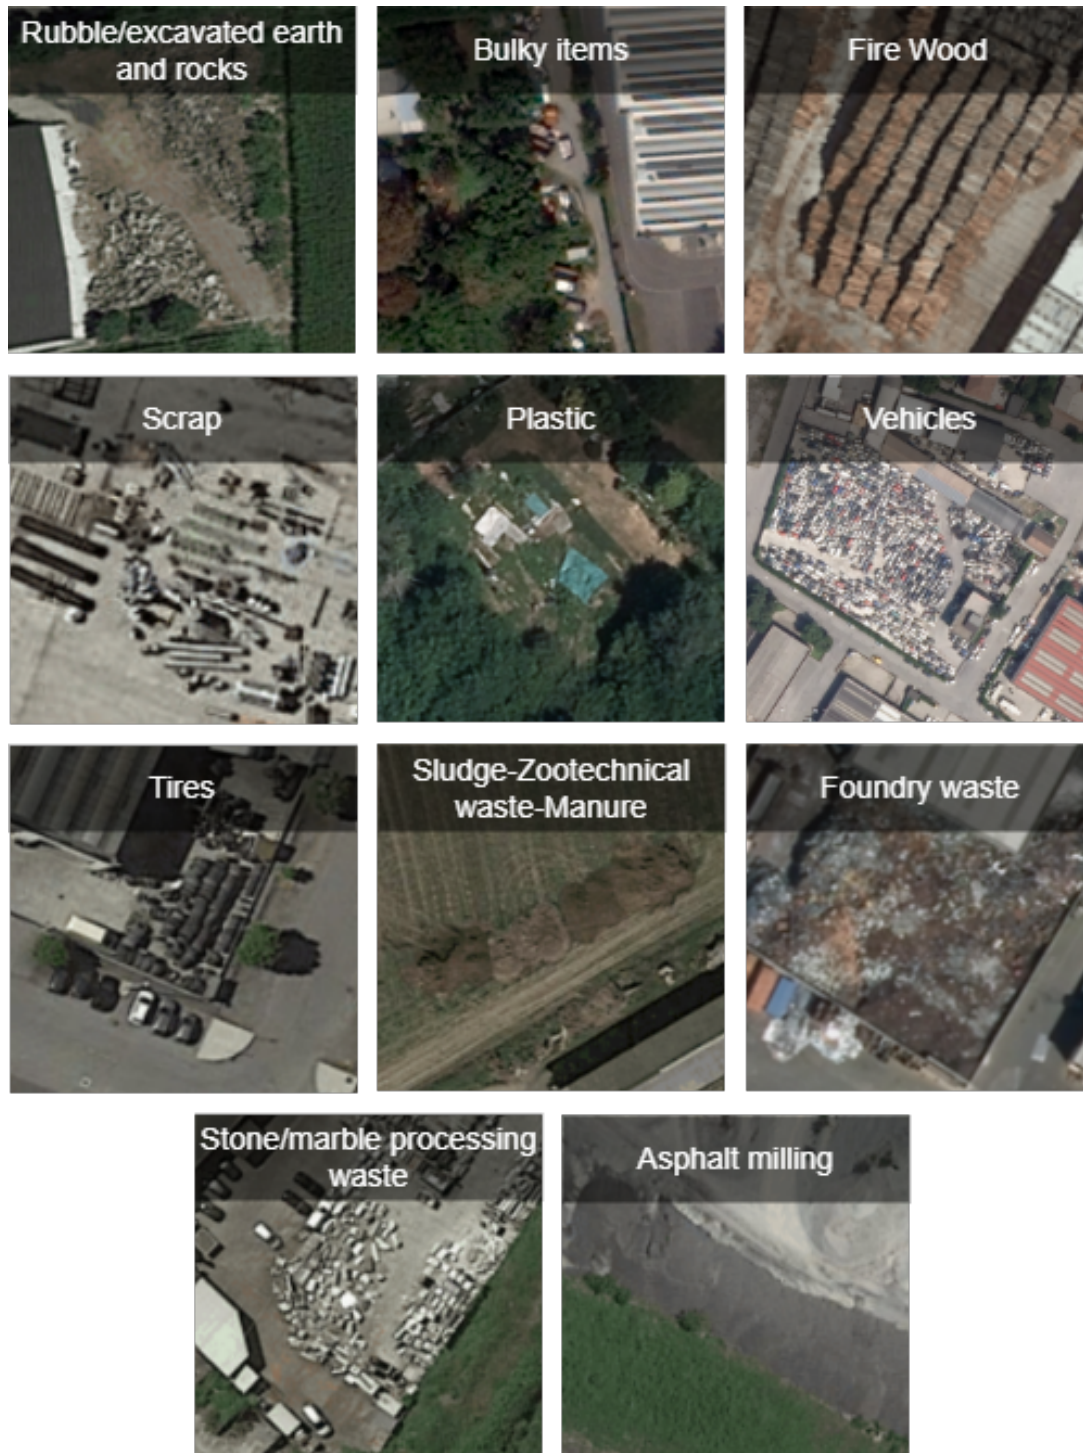 Rubble/excavated earth
and rocks
Bulky items
Fire Wood
Scrap
Plastic
Vehicles
Tires
Sludge-Zootechnical
waste-Manure
Foundry waste
Stone/marble processing
waste
Asphalt milling